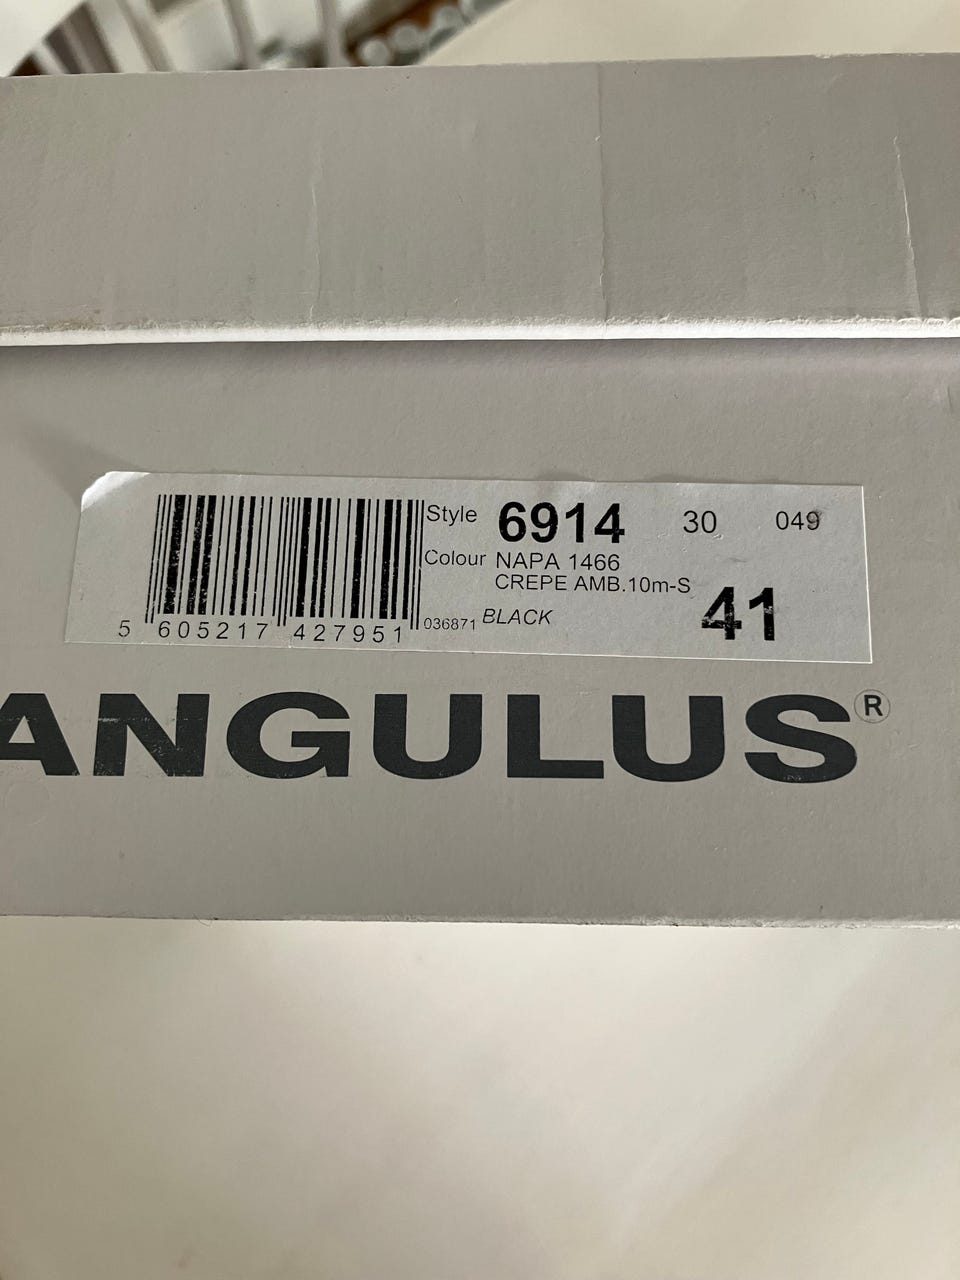 Style 6914 30 049
Colour NAPA 1466
CREPE AMB.10m-S
41
036871 BLACK
5 605217 427951
ANGULUS®